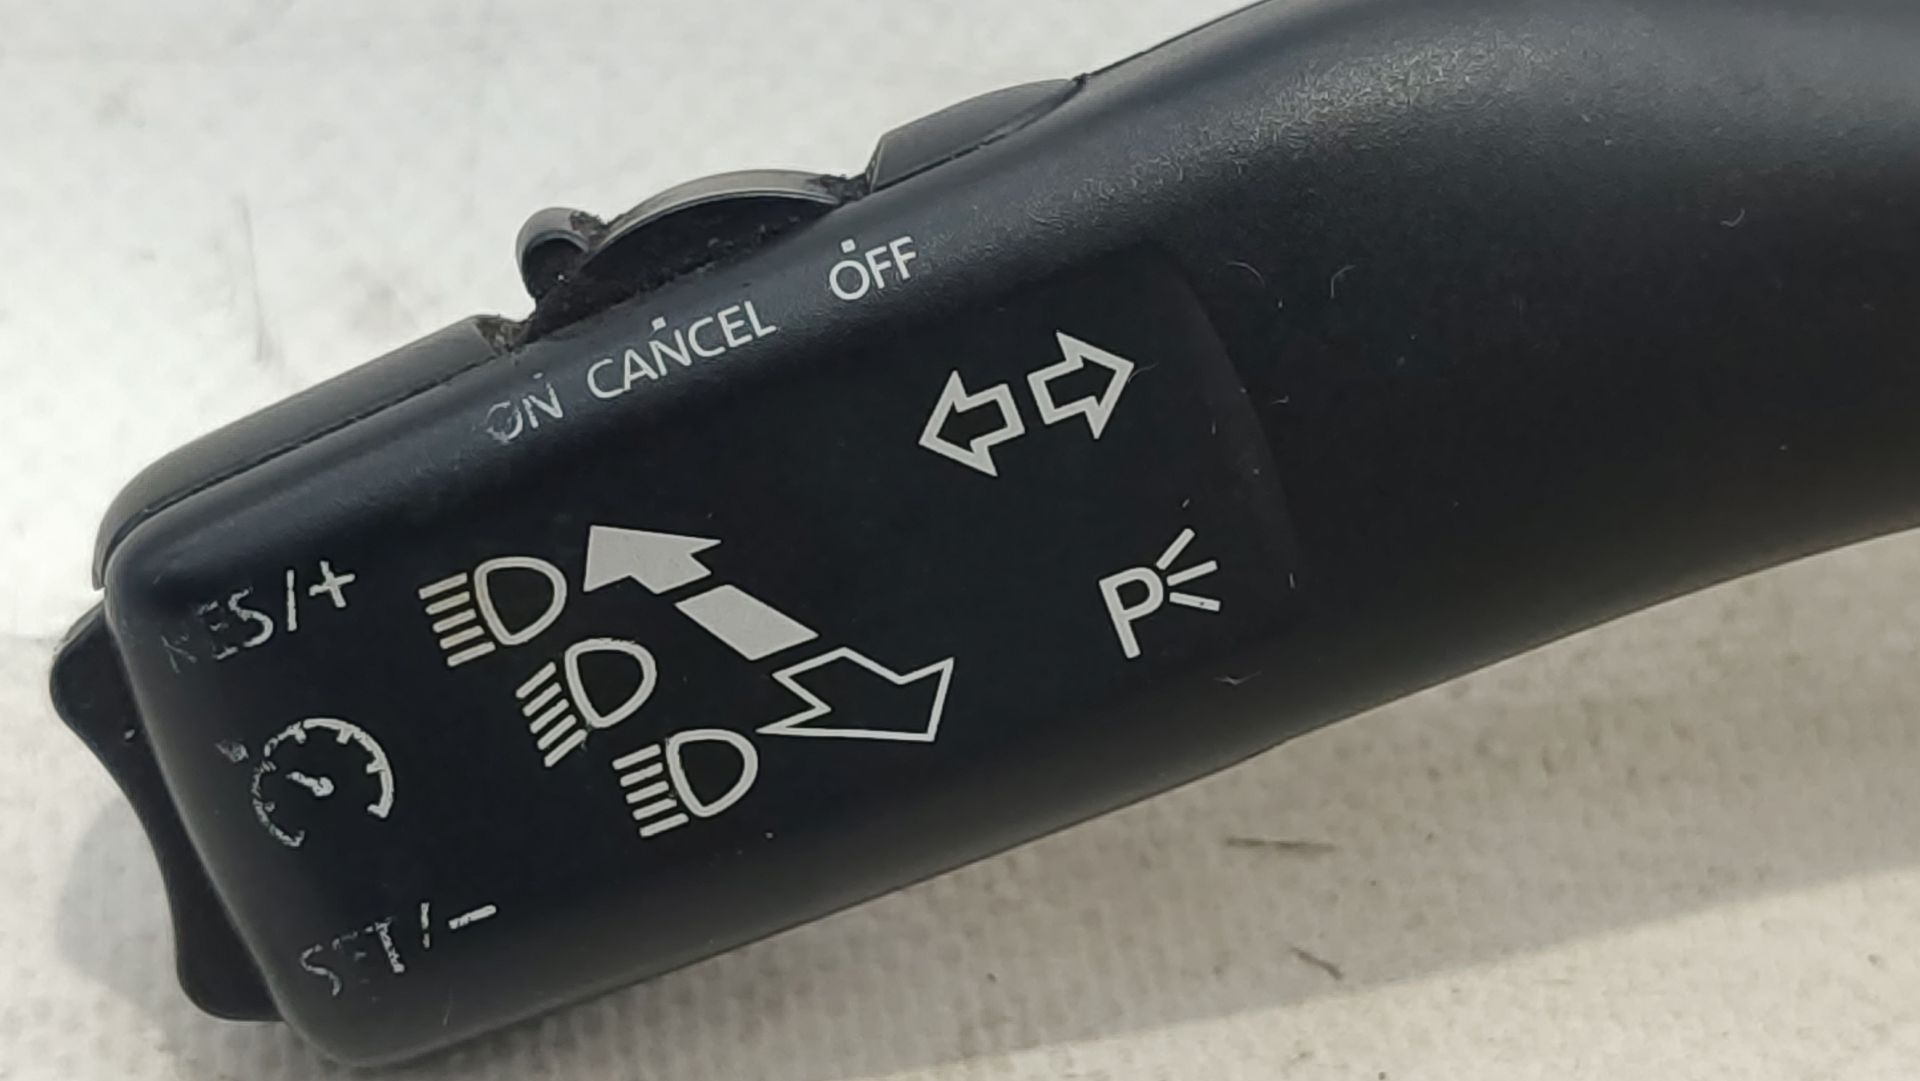 OFF
CANCEL
ON
RES/+
P
SET/-